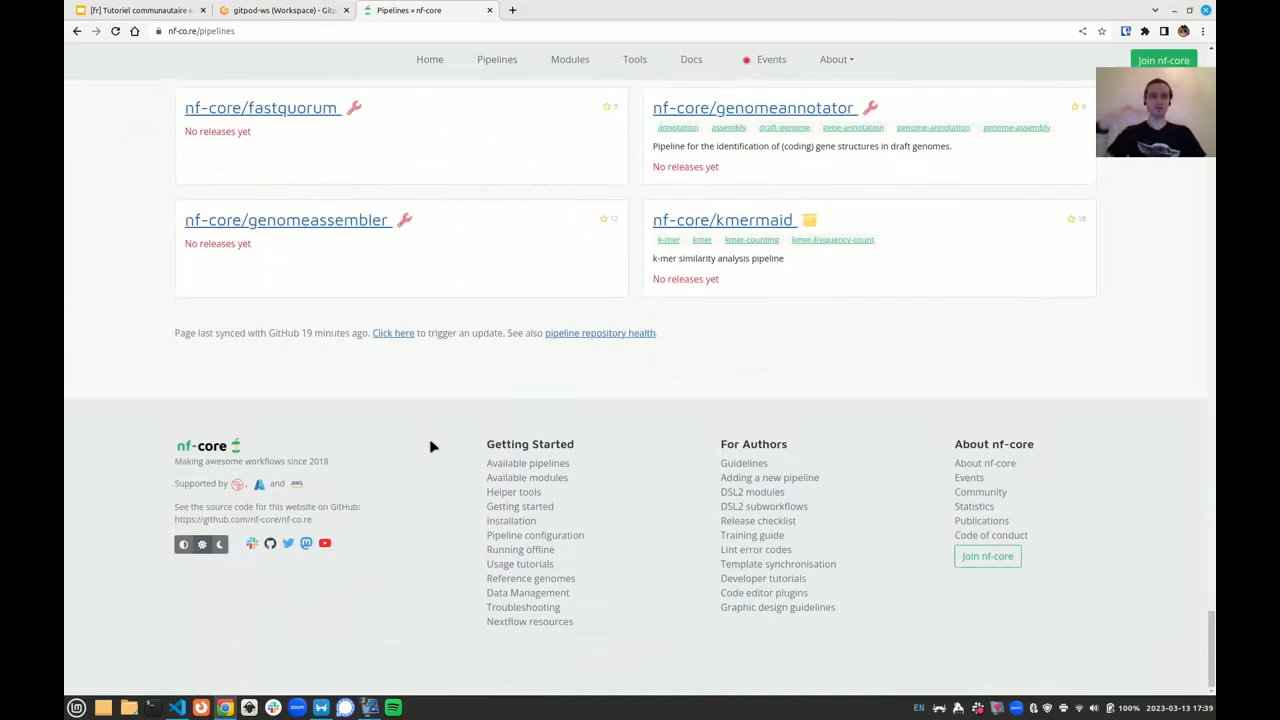 [fr] Tutoriel communautaire
gitpod-ws (Workspace) - Git
Pipelines » nf-core
nf-co.re/pipelines
Home
Pipelines
Modules
Tools
Docs
Events
About
Join nf-core
nf-core/fastquorum
No releases yet
nf-core/genomeannotator
annotation assembly draft-genome gene-annotation genome-annotation genome-assembly
Pipeline for the identification of (coding) gene structures in draft genomes.
No releases yet
nf-core/genomeassembler
12
No releases yet
nf-core/kmermaid
k-mer kmer kmer-counting kmer-frequency-count
k-mer similarity analysis pipeline
No releases yet
Page last synced with GitHub 19 minutes ago. Click here to trigger an update. See also pipeline repository health.
nf-core
Making awesome workflows since 2018
Supported by , and aws
See the source code for this website on GitHub:
https://github.com/nf-core/nf-co.re
Getting Started
Available pipelines
Available modules
Helper tools
Getting started
Installation
Pipeline configuration
Running offline
Usage tutorials
Reference genomes
Data Management
Troubleshooting
Nextflow resources
For Authors
Guidelines
Adding a new pipeline
DSL2 modules
DSL2 subworkflows
Release checklist
Training guide
Lint error codes
Template synchronisation
Developer tutorials
Code editor plugins
Graphic design guidelines
About nf-core
About nf-core
Events
Community
Statistics
Publications
Code of conduct
Join nf-core
EN
100%
2023-03-13 17:39